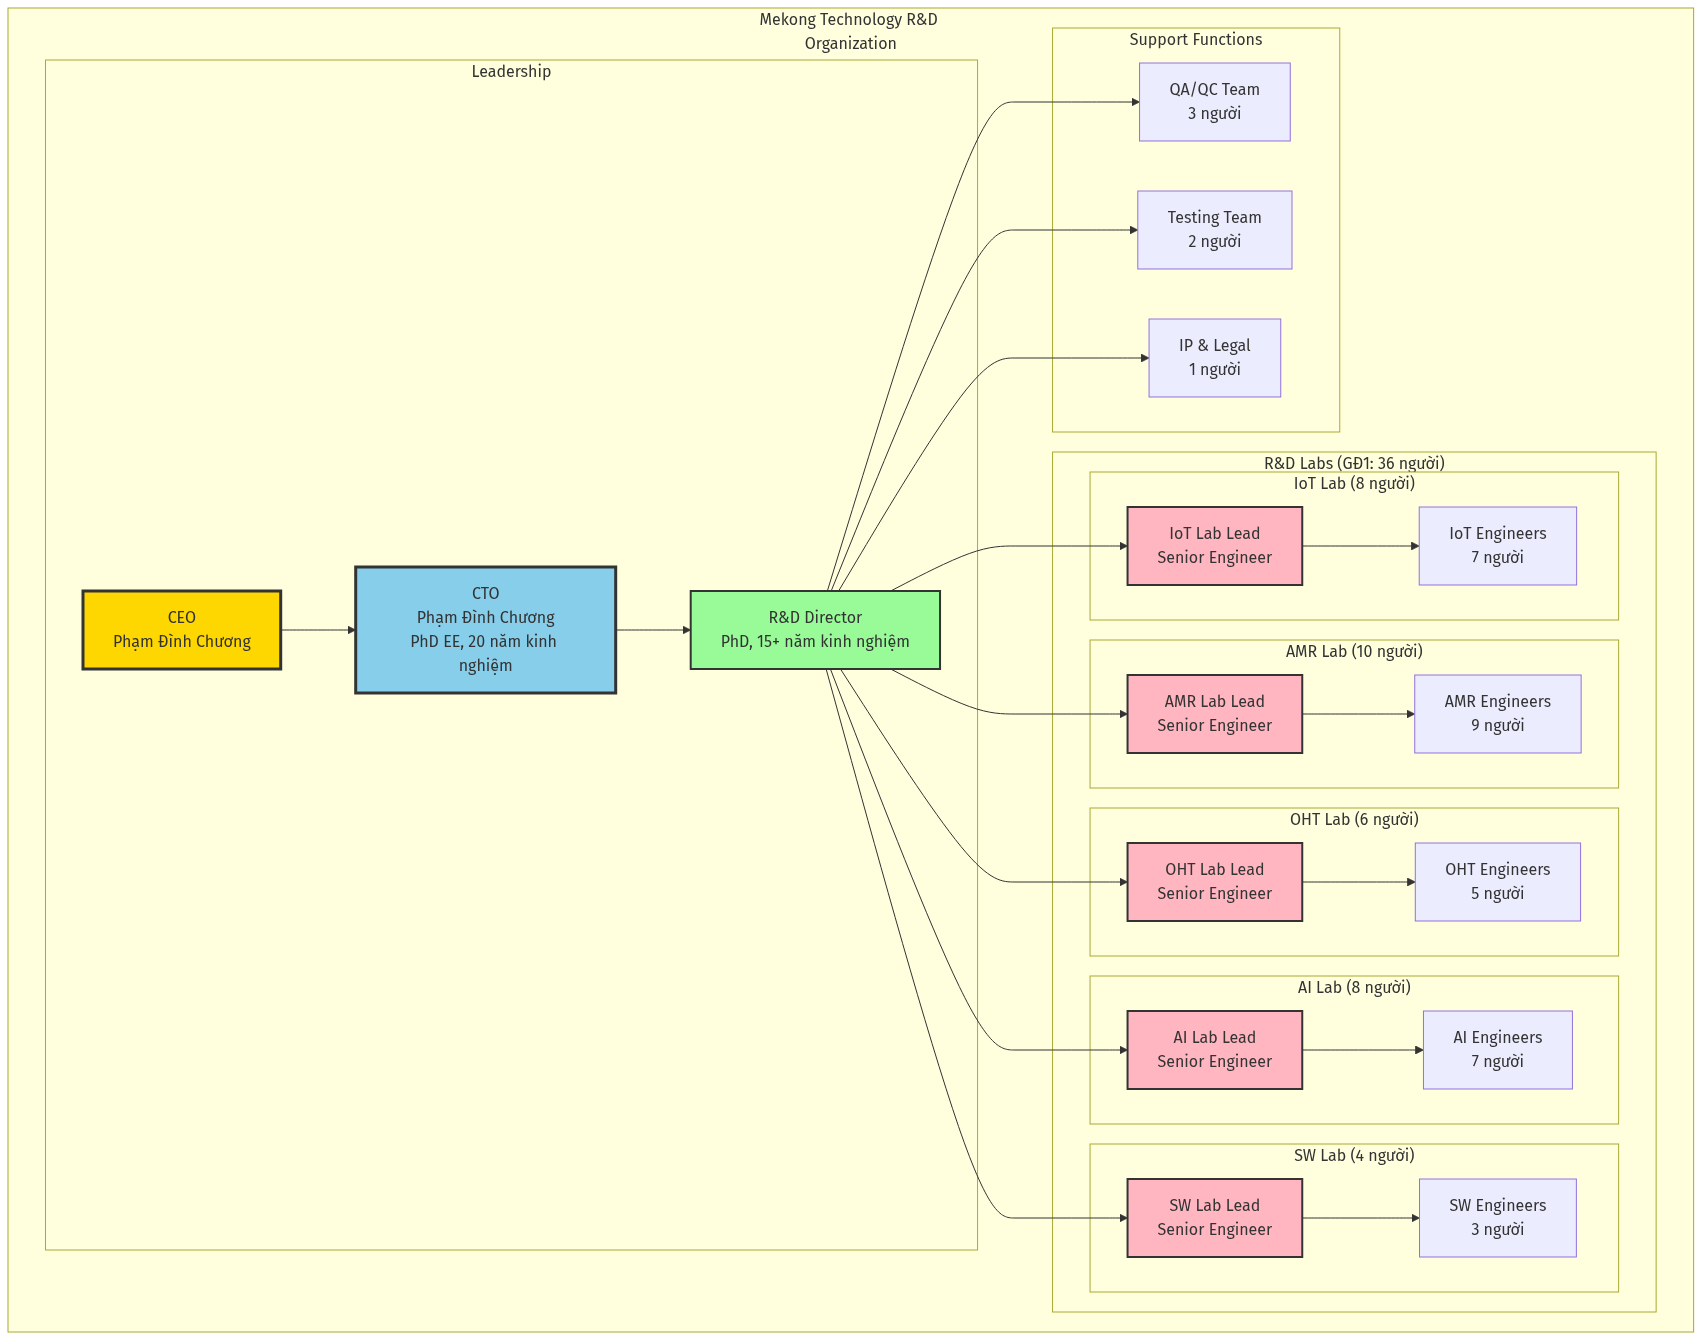 Mekong Technology R&D
Organization
Leadership
CEO
Phạm Đình Chương
CTO
Phạm Đình Chương
PhD EE, 20 năm kinh
nghiệm
R&D Director
PhD, 15+ năm kinh nghiệm
Support Functions
QA/QC Team
3 người
Testing Team
2 người
IP & Legal
1 người
R&D Labs (GĐ1: 36 người)
IoT Lab (8 người)
IoT Lab Lead
Senior Engineer
IoT Engineers
7 người
AMR Lab (10 người)
AMR Lab Lead
Senior Engineer
AMR Engineers
9 người
OHT Lab (6 người)
OHT Lab Lead
Senior Engineer
OHT Engineers
5 người
AI Lab (8 người)
AI Lab Lead
Senior Engineer
AI Engineers
7 người
SW Lab (4 người)
SW Lab Lead
Senior Engineer
SW Engineers
3 người